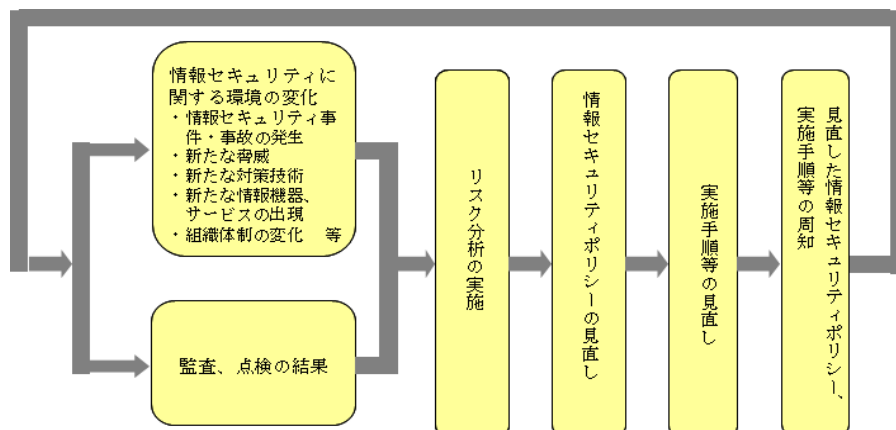 情報セキュリティに
関する環境の変化
・情報セキュリティ事
件・事故の発生
・新たな脅威
・新たな対策技術
・新たな情報機器、
サービスの出現
・組織体制の変化　等
監査、点検の結果
リスク分析の実施
情報セキュリティポリシーの見直し
実施手順等の見直し
見直した情報セキュリティポリシー、
実施手順等の周知